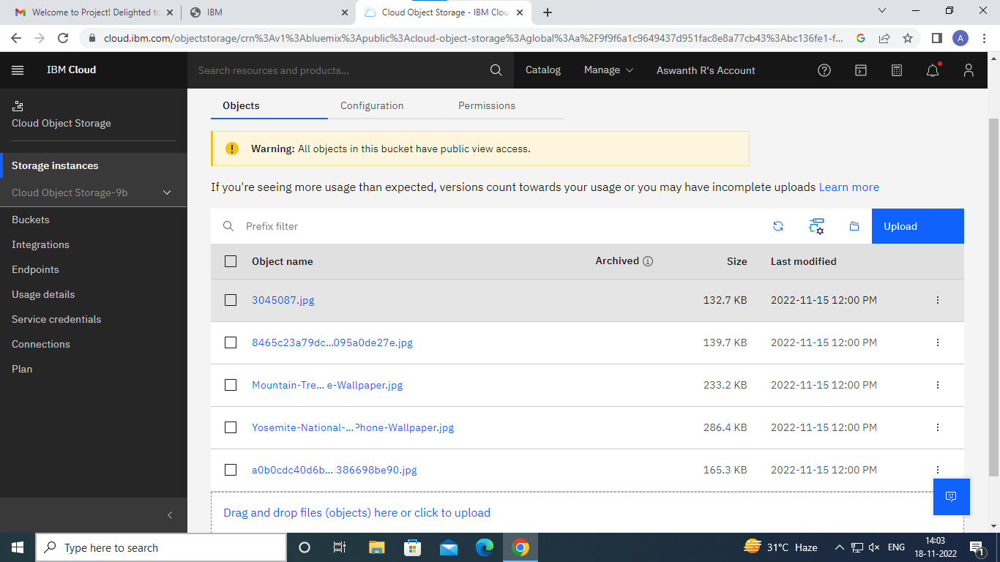 Welcome to Project! Delighted to
IBM
Cloud Object Storage - IBM Clou
cloud.ibm.com/objectstorage/crn%3Av1%3Abluemix%3Apublic%3Acloud-object-storage%3Aglobal%3Aa%2F9f9f6a1c9649437d951fac8e8a77cb43%3Abc136fe1-f...
A
IBM Cloud
Search resources and products...
Catalog
Manage
Aswanth R's Account
Cloud Object Storage
Storage instances
Cloud Object Storage-9b
Buckets
Integrations
Endpoints
Usage details
Service credentials
Connections
Plan
Objects
Configuration
Permissions
Warning: All objects in this bucket have public view access.
If you're seeing more usage than expected, versions count towards your usage or you may have incomplete uploads Learn more
Prefix filter
Upload
Object name Archived Size Last modified
3045087.jpg 132.7 KB 2022-11-15 12:00 PM
8465c23a79dc...095a0de27e.jpg 139.7 KB 2022-11-15 12:00 PM
Mountain-Tre... e-Wallpaper.jpg 233.2 KB 2022-11-15 12:00 PM
Yosemite-National-...Phone-Wallpaper.jpg 286.4 KB 2022-11-15 12:00 PM
a0b0cdc40d6b...386698be90.jpg 165.3 KB 2022-11-15 12:00 PM
Drag and drop files (objects) here or click to upload
Type here to search
31°C Haze
ENG
14:03
18-11-2022
1